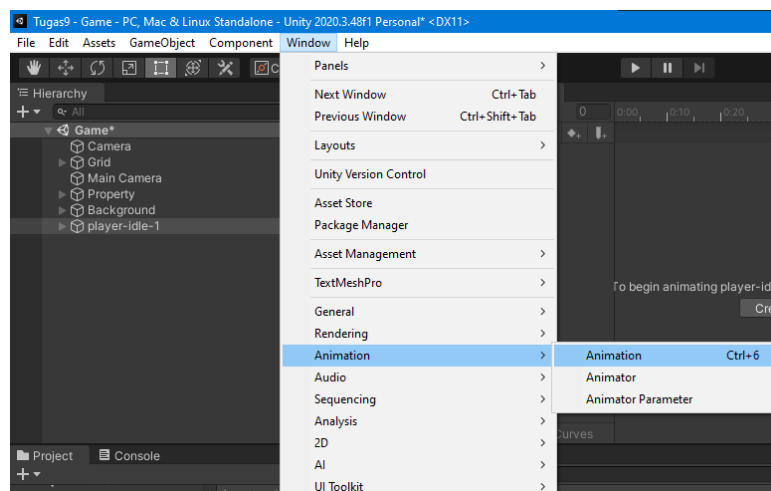 Tugas9 - Game - PC, Mac & Linux Standalone - Unity 2020.3.48f1 Personal* <DX11>
File Edit Assets GameObject Component Window Help
Hierarchy
All
Game*
Camera
Grid
Main Camera
Property
Background
player-idle-1
Panels
Next Window Ctrl+Tab
Previous Window Ctrl+Shift+Tab
Layouts
Unity Version Control
Asset Store
Package Manager
Asset Management
TextMeshPro
General
Rendering
Animation
Audio
Sequencing
Analysis
2D
AI
UI Toolkit
0 0:00 0:10 0:20
To begin animating player-id
Cre
Animation Ctrl+6
Animator
Animator Parameter
Curves
Project Console